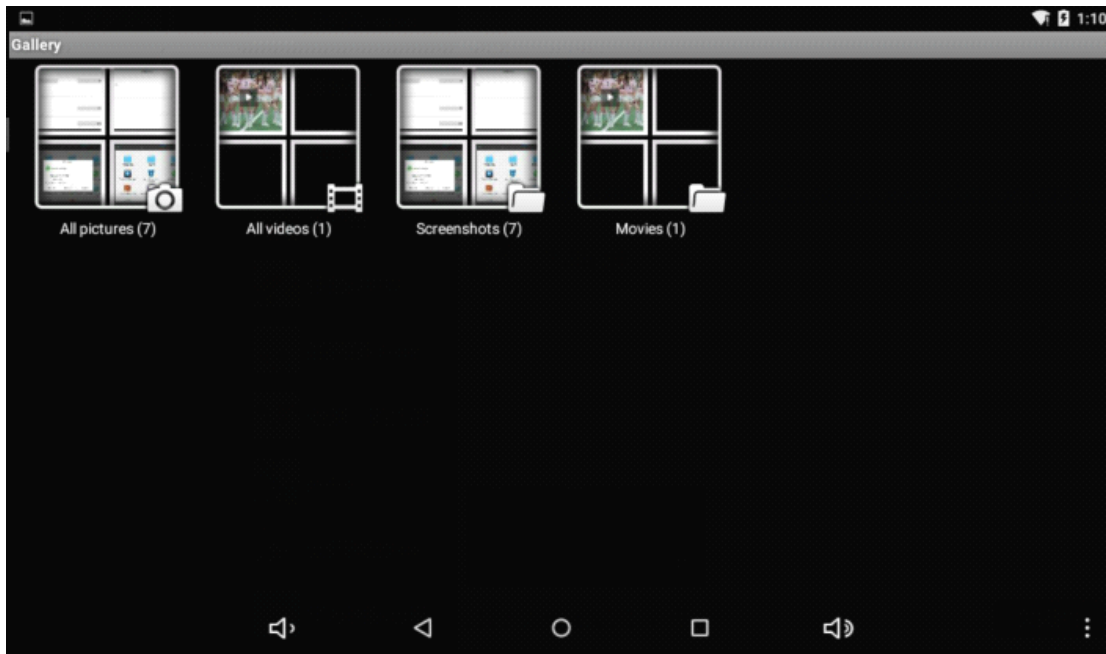 1:10
Gallery
All pictures (7)
All videos (1)
Screenshots (7)
Movies (1)